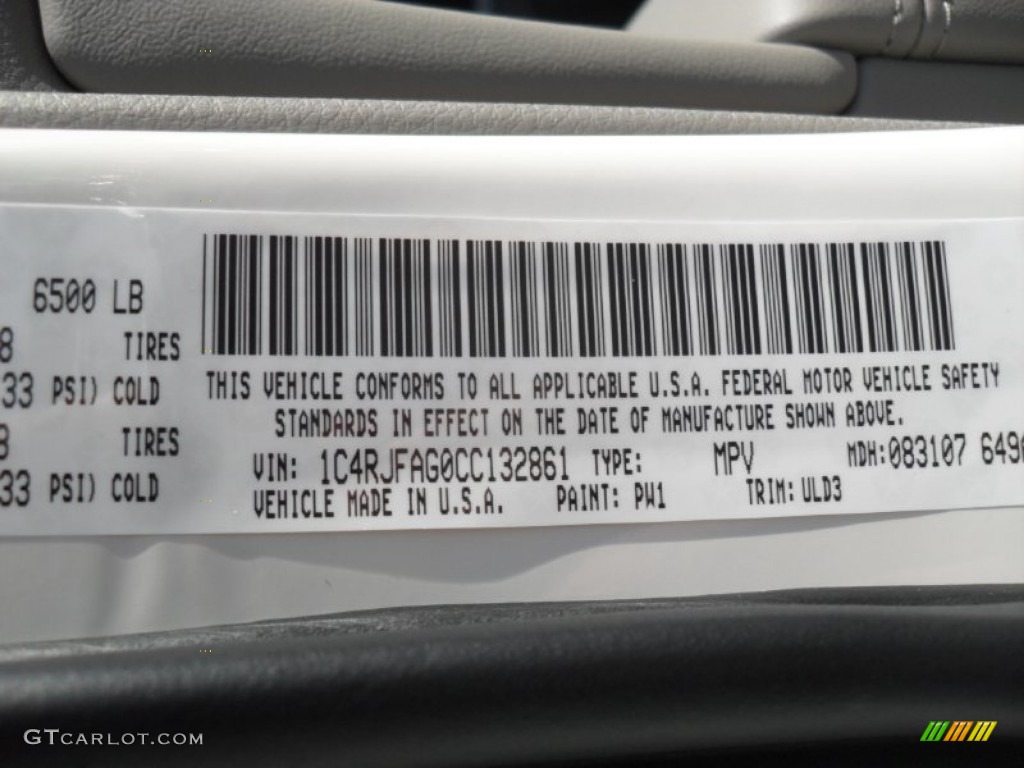 6500 LB
8 TIRES
33 PSI) COLD
TIRES
33 PSI) COLD
THIS VEHICLE CONFORMS TO ALL APPLICABLE U.S.A. FEDERAL MOTOR VEHICLE SAFETY
STANDARDS IN EFFECT ON THE DATE OF MANUFACTURE SHOWN ABOVE.
VIN: 1C4RJFAG0CC132861 TYPE: MPV MDH:083107 649
VEHICLE MADE IN U.S.A. PAINT: PW1 TRIM:ULD3
GTCARLOT.COM